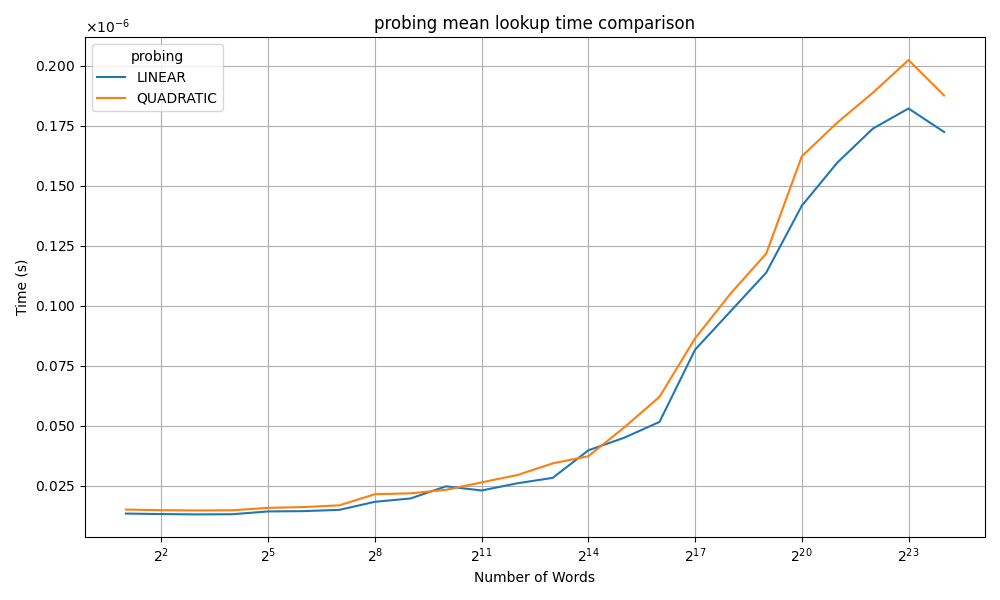 probing mean lookup time comparison
×10⁻⁶
probing
LINEAR
QUADRATIC
0.200
0.175
0.150
0.125
0.100
0.075
0.050
0.025
Time (s)
2² 2⁵ 2⁸ 2¹¹ 2¹⁴ 2¹⁷ 2²⁰ 2²³
Number of Words